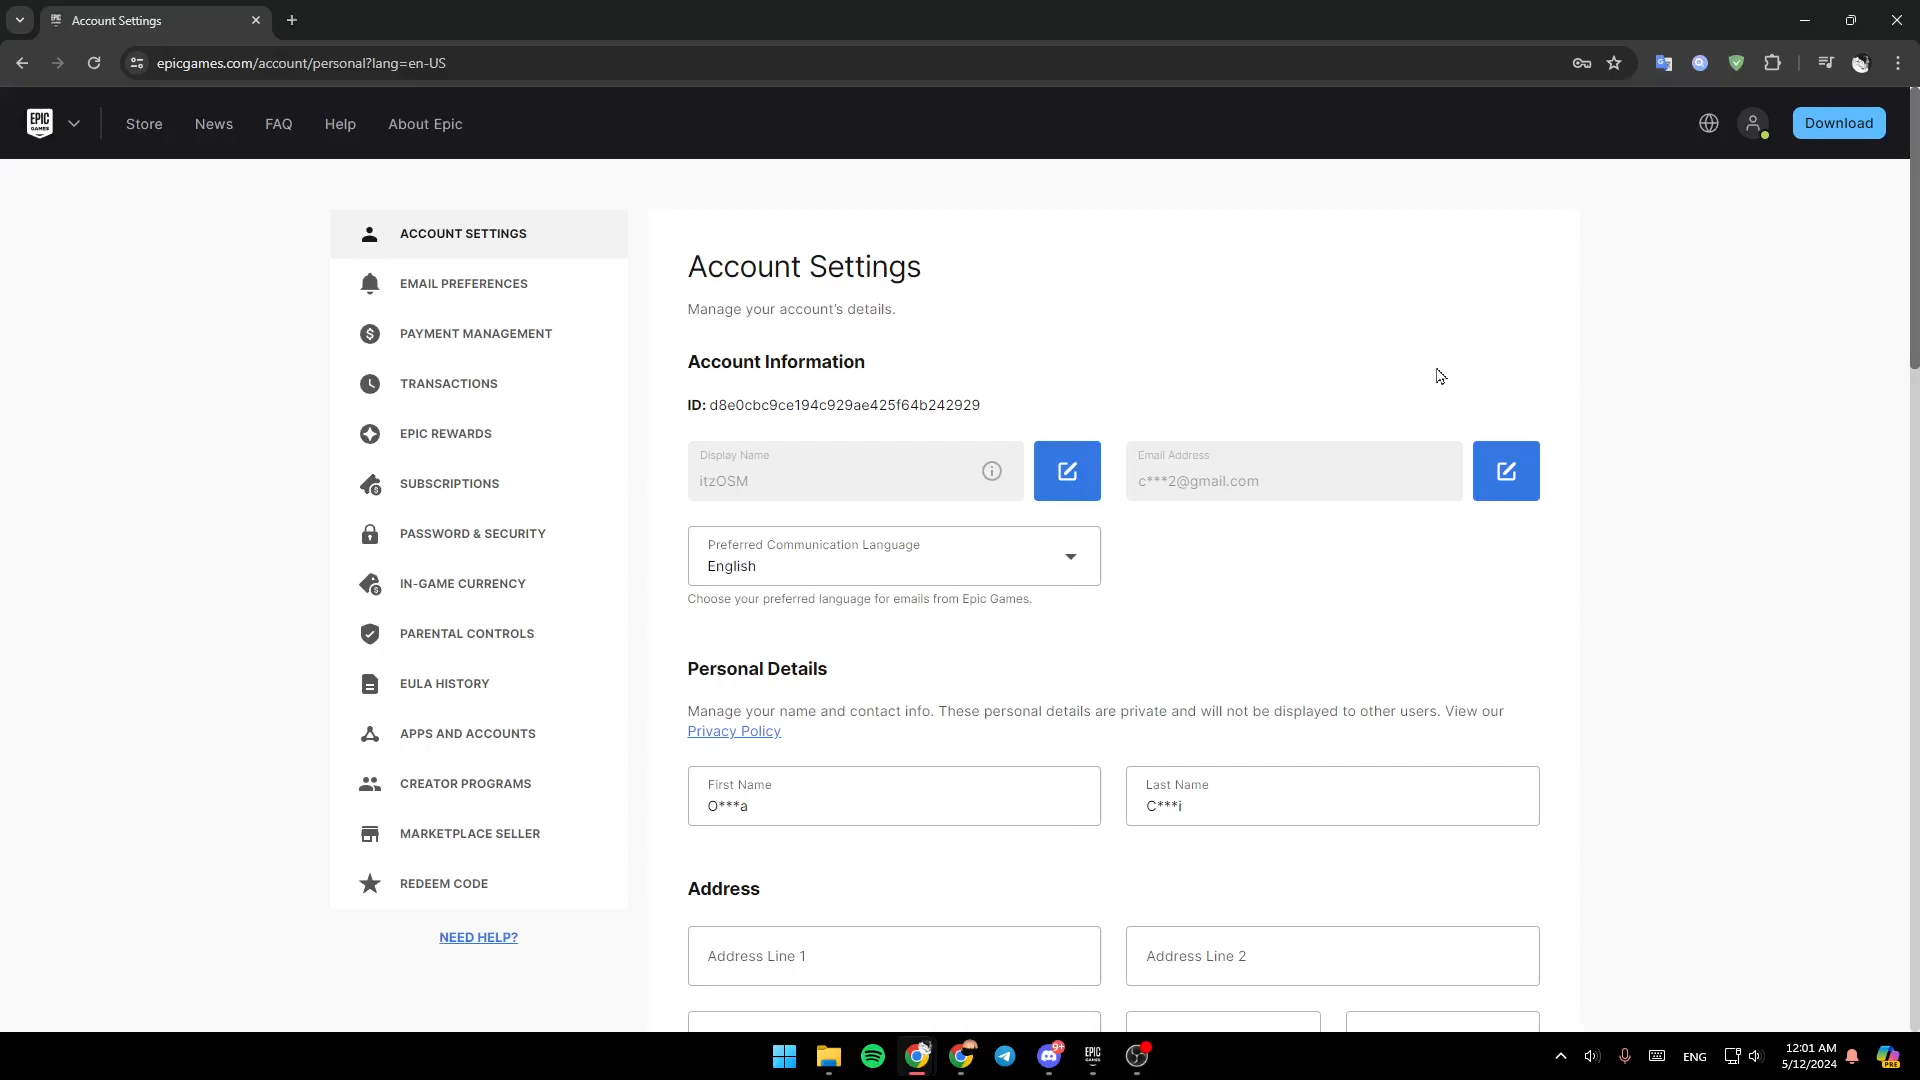 Account Settings
epicgames.com/account/personal?lang=en-US
EPIC GAMES
Store
News
FAQ
Help
About Epic
Download
ACCOUNT SETTINGS
EMAIL PREFERENCES
PAYMENT MANAGEMENT
TRANSACTIONS
EPIC REWARDS
SUBSCRIPTIONS
PASSWORD & SECURITY
IN-GAME CURRENCY
PARENTAL CONTROLS
EULA HISTORY
APPS AND ACCOUNTS
CREATOR PROGRAMS
MARKETPLACE SELLER
REDEEM CODE
NEED HELP?
Account Settings
Manage your account's details.
Account Information
ID: d8e0cbc9ce194c929ae425f64b242929
Display Name
itzOSM
Email Address
c***2@gmail.com
Preferred Communication Language
English
Choose your preferred language for emails from Epic Games.
Personal Details
Manage your name and contact info. These personal details are private and will not be displayed to other users. View our
Privacy Policy
First Name
O***a
Last Name
C***i
Address
Address Line 1
Address Line 2
9+
EPIC GAMES
ENG
12:01 AM
5/12/2024
PRE